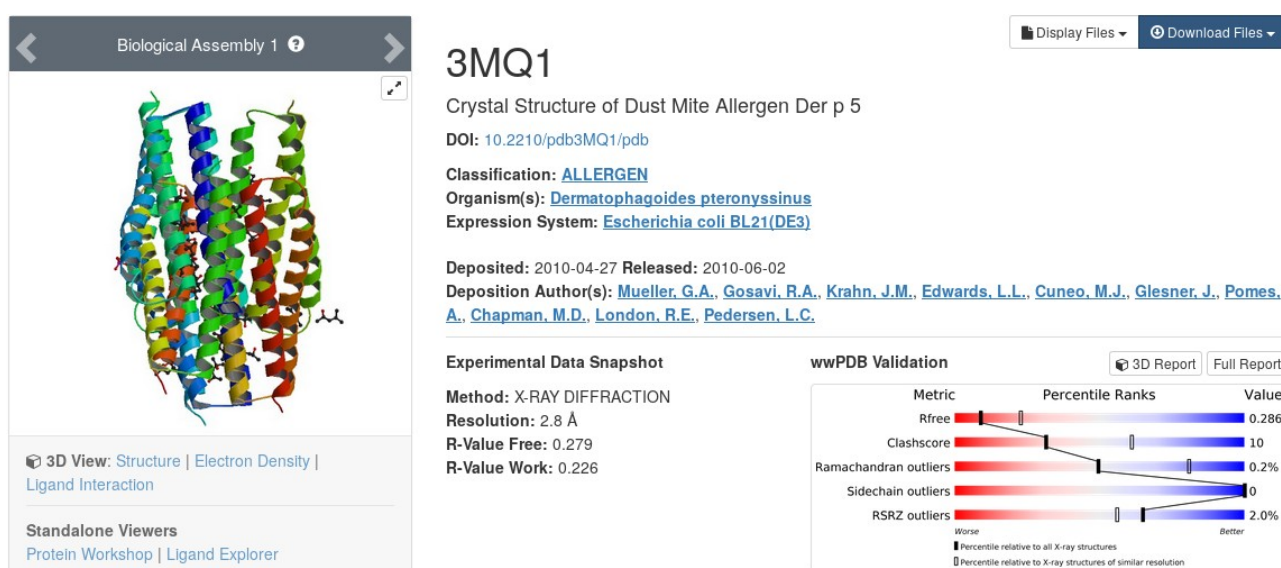 Biological Assembly 1 ?
Display Files
Download Files
3MQ1
Crystal Structure of Dust Mite Allergen Der p 5
DOI: 10.2210/pdb3MQ1/pdb
Classification: ALLERGEN
Organism(s): Dermatophagoides pteronyssinus
Expression System: Escherichia coli BL21(DE3)
Deposited: 2010-04-27 Released: 2010-06-02
Deposition Author(s): Mueller, G.A., Gosavi, R.A., Krahn, J.M., Edwards, L.L., Cuneo, M.J., Glesner, J., Pomes,
A., Chapman, M.D., London, R.E., Pedersen, L.C.
Experimental Data Snapshot
Method: X-RAY DIFFRACTION
Resolution: 2.8 Å
R-Value Free: 0.279
R-Value Work: 0.226
wwPDB Validation
3D Report
Full Report
Metric Percentile Ranks Value
Rfree 0.286
Clashscore 10
Ramachandran outliers 0.2%
Sidechain outliers 0
RSRZ outliers 2.0%
Worse Better
Percentile relative to all X-ray structures
Percentile relative to X-ray structures of similar resolution
3D View: Structure | Electron Density |
Ligand Interaction
Standalone Viewers
Protein Workshop | Ligand Explorer